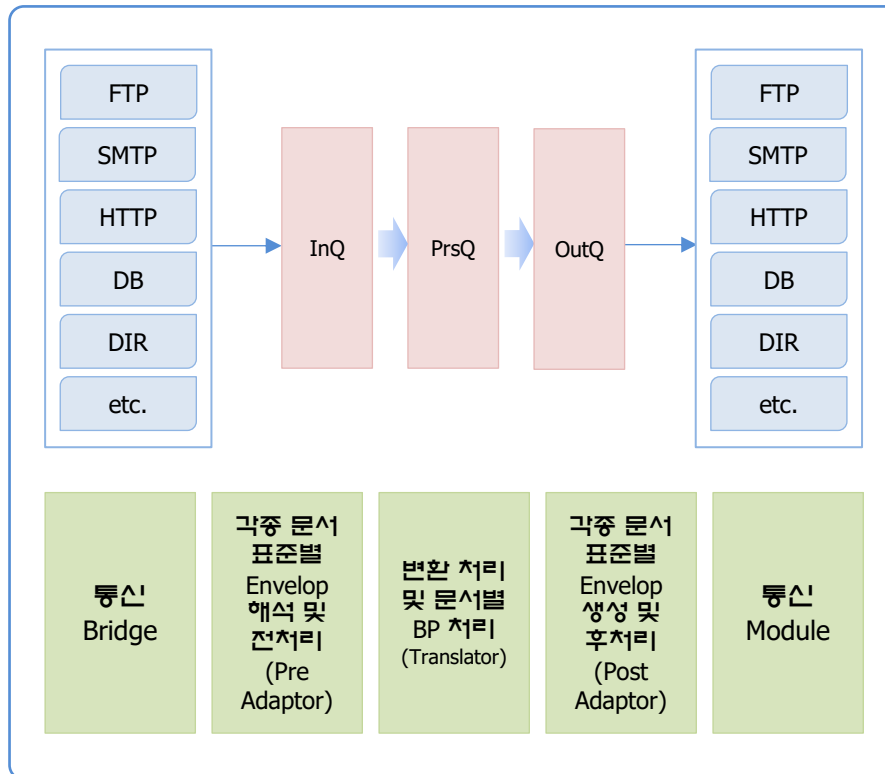 FTP
SMTP
HTTP
DB
DIR
etc.
InQ
PrsQ
OutQ
FTP
SMTP
HTTP
DB
DIR
etc.
통신
Bridge
각종 문서
표준별
Envelop
해석 및
전처리
(Pre
Adaptor)
변환 처리
및 문서별
BP 처리
(Translator)
각종 문서
표준별
Envelop
생성 및
후처리
(Post
Adaptor)
통신
Module